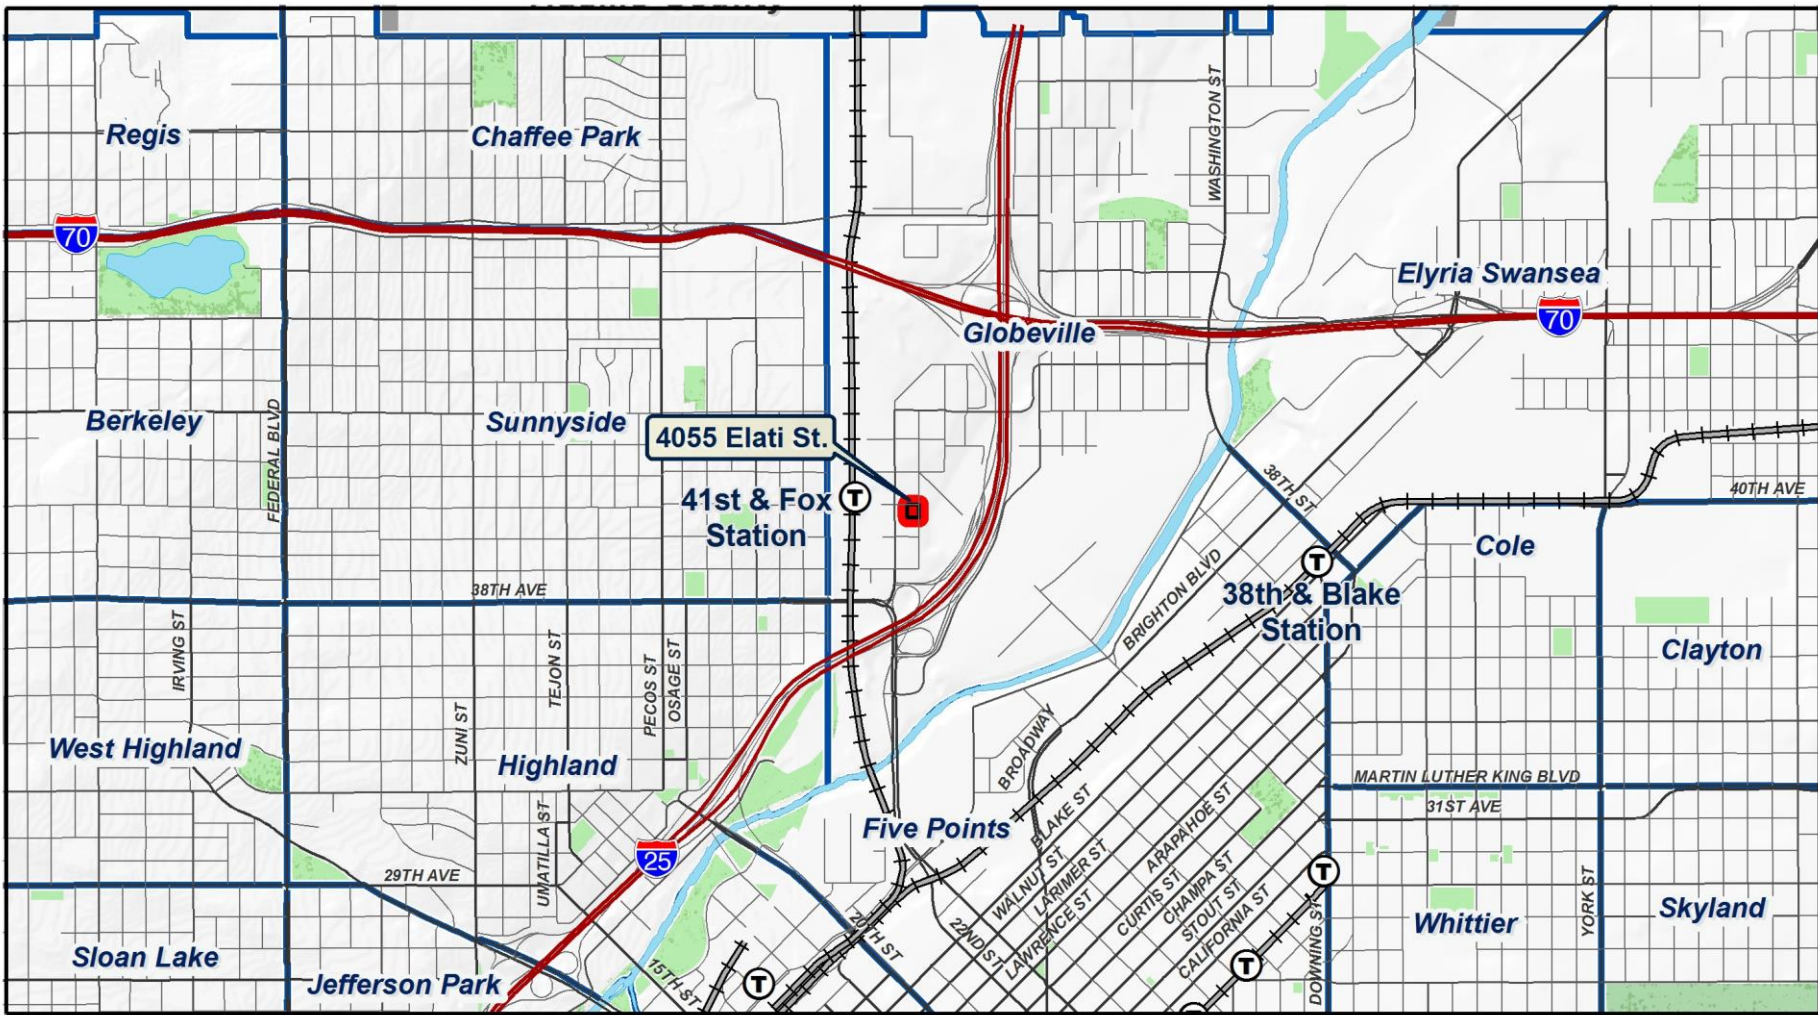 Regis
Chaffee Park
WASHINGTON ST
70
Elyria Swansea
70
Globeville
Berkeley
FEDERAL BLVD
Sunnyside
4055 Elati St.
41st & Fox
Station
T
38TH ST
40TH AVE
Cole
T
38th & Blake
Station
38TH AVE
BRIGHTON BLVD
IRVING ST
TEJON ST
PECOS ST
OSAGE ST
Clayton
ZUNI ST
West Highland
Highland
BROADWAY
MARTIN LUTHER KING BLVD
31ST AVE
Five Points
BLAKE ST
WALNUT ST
LARIMER ST
LAWRENCE ST
ARAPAHOE ST
CURTIS ST
CHAMPA ST
STOUT ST
CALIFORNIA ST
25
29TH AVE
UMATILLA ST
T
YORK ST
Whittier
Skyland
20TH ST
22ND ST
DOWNING ST
Sloan Lake
Jefferson Park
15TH ST
T
T